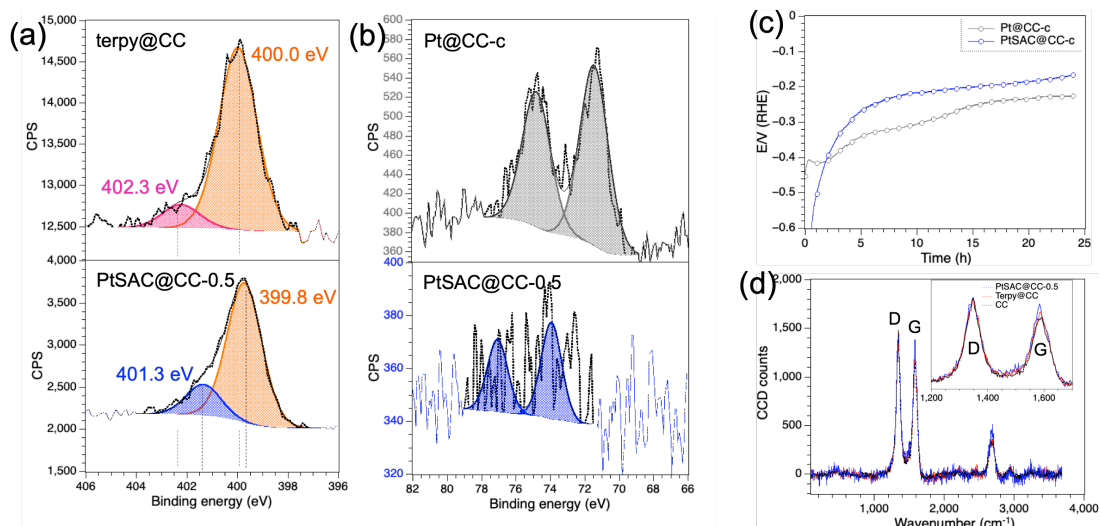 (a)
terpy@CC
400.0 eV
402.3 eV
CPS
15,000
14,500
14,000
13,500
13,000
12,500
4,000
PtSAC@CC-0.5
399.8 eV
401.3 eV
CPS
3,500
3,000
2,500
2,000
1,500
406 404 402 400 398 396
Binding energy (eV)
(b)
Pt@CC-c
CPS
600
580
560
540
520
500
480
460
440
420
400
380
360
400
PtSAC@CC-0.5
CPS
380
360
340
320
82 80 78 76 74 72 70 68 66
Binding energy (eV)
(c)
Pt@CC-c
PtSAC@CC-c
E/V (RHE)
0
−0.1
−0.2
−0.3
−0.4
−0.5
−0.6
0 5 10 15 20 25
Time (h)
(d)
CCD counts
2,000
1,500
1,000
500
0
D
G
PtSAC@CC-0.5
Terpy@CC
CC
D
G
1,200 1,400 1,600
1,000 2,000 3,000 4,000
Wavenumber (cm⁻¹)